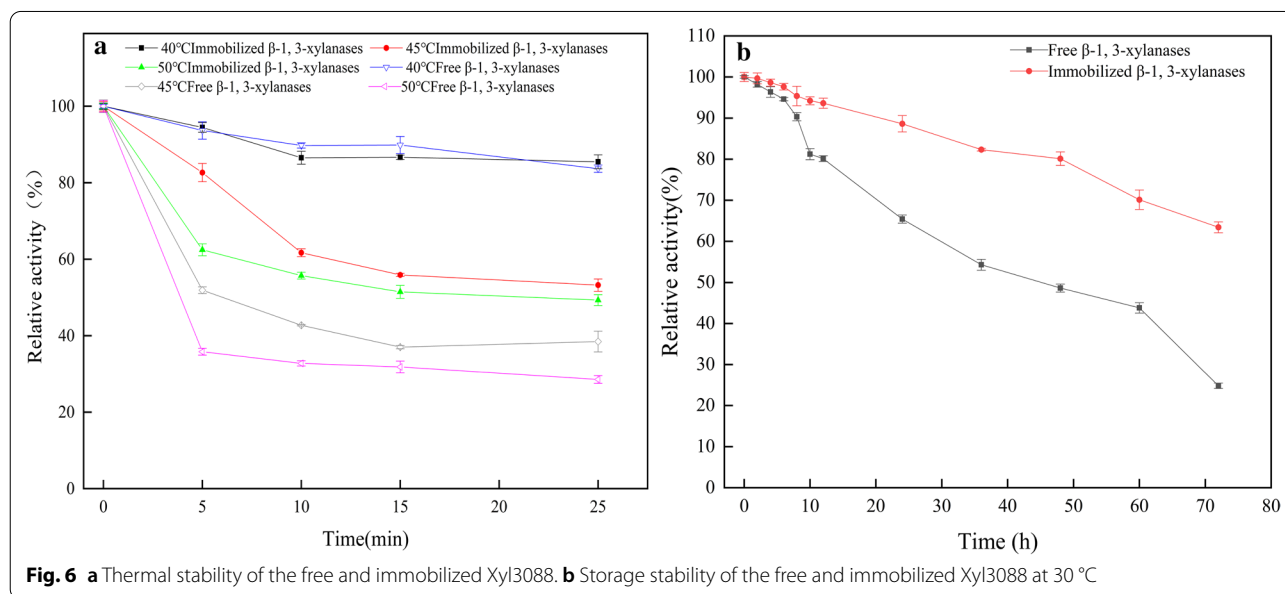 a
40°CImmobilized β-1, 3-xylanases 45°CImmobilized β-1, 3-xylanases
50°CImmobilized β-1, 3-xylanases 40°CFree β-1, 3-xylanases
45°CFree β-1, 3-xylanases 50°CFree β-1, 3-xylanases
Relative activity（%）
100
80
60
40
20
0
0 5 10 15 20 25
Time(min)
b
Free β-1, 3-xylanases
Immobilized β-1, 3-xylanases
Relative activity(%)
110
100
90
80
70
60
50
40
30
20
10
0
0 10 20 30 40 50 60 70 80
Time (h)
Fig. 6 a Thermal stability of the free and immobilized Xyl3088. b Storage stability of the free and immobilized Xyl3088 at 30 °C